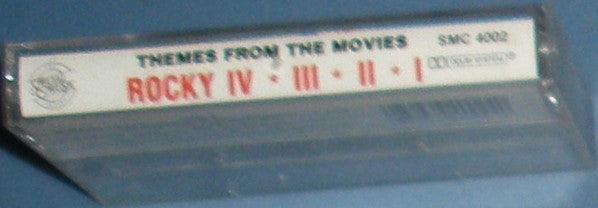 THEMES FROM THE MOVIES SMC 4002
ROCKY IV • III • II • I